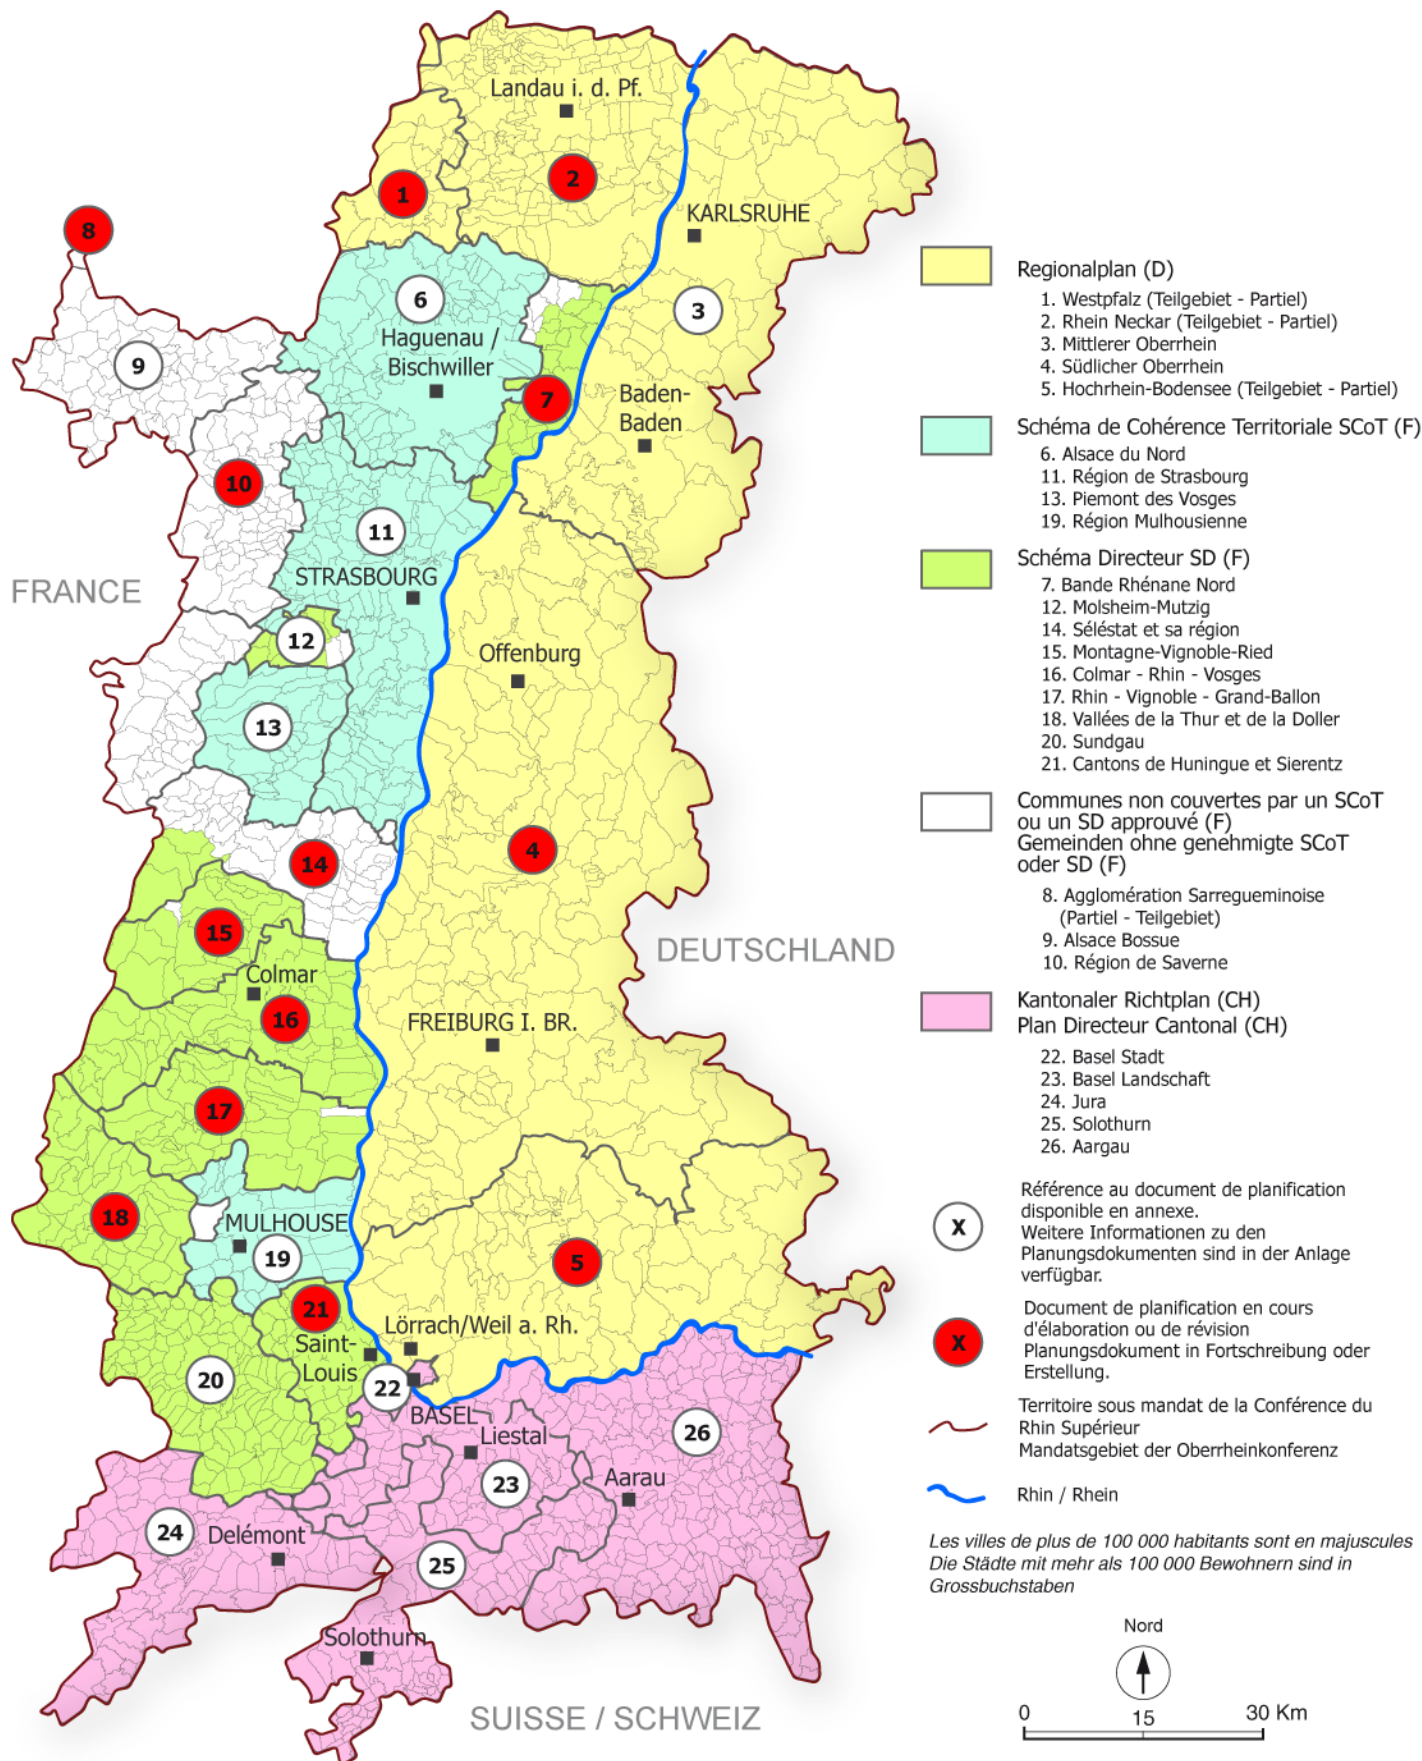 Landau i. d. Pf.
1
2
8
KARLSRUHE
6
3
Haguenau /
Bischwiller
9
7
Baden-
Baden
10
11
FRANCE
STRASBOURG
12
Offenburg
13
14
4
15
DEUTSCHLAND
Colmar
16
FREIBURG I. BR.
17
18
MULHOUSE
19
5
21
Lörrach/Weil a. Rh.
Saint-
Louis
20
22
BASEL
Liestal
26
23
Aarau
24
Delémont
25
Solothurn
SUISSE / SCHWEIZ
Regionalplan (D)
1. Westpfalz (Teilgebiet - Partiel)
2. Rhein Neckar (Teilgebiet - Partiel)
3. Mittlerer Oberrhein
4. Südlicher Oberrhein
5. Hochrhein-Bodensee (Teilgebiet - Partiel)
Schéma de Cohérence Territoriale SCoT (F)
6. Alsace du Nord
11. Région de Strasbourg
13. Piemont des Vosges
19. Région Mulhousienne
Schéma Directeur SD (F)
7. Bande Rhénane Nord
12. Molsheim-Mutzig
14. Séléstat et sa région
15. Montagne-Vignoble-Ried
16. Colmar - Rhin - Vosges
17. Rhin - Vignoble - Grand-Ballon
18. Vallées de la Thur et de la Doller
20. Sundgau
21. Cantons de Huningue et Sierentz
Communes non couvertes par un SCoT
ou un SD approuvé (F)
Gemeinden ohne genehmigte SCoT
oder SD (F)
8. Agglomération Sarregueminoise
(Partiel - Teilgebiet)
9. Alsace Bossue
10. Région de Saverne
Kantonaler Richtplan (CH)
Plan Directeur Cantonal (CH)
22. Basel Stadt
23. Basel Landschaft
24. Jura
25. Solothurn
26. Aargau
X
Référence au document de planification
disponible en annexe.
Weitere Informationen zu den
Planungsdokumenten sind in der Anlage
verfügbar.
X
Document de planification en cours
d'élaboration ou de révision
Planungsdokument in Fortschreibung oder
Erstellung.
Territoire sous mandat de la Conférence du
Rhin Supérieur
Mandatsgebiet der Oberrheinkonferenz
Rhin / Rhein
Les villes de plus de 100 000 habitants sont en majuscules
Die Städte mit mehr als 100 000 Bewohnern sind in
Grossbuchstaben
Nord
0 15 30 Km